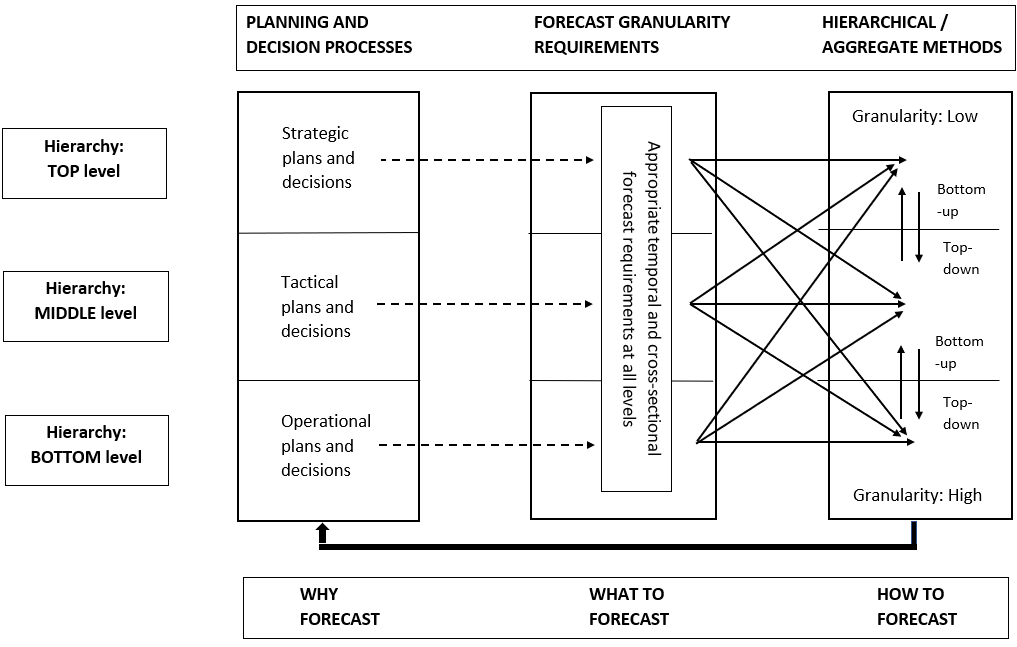 PLANNING AND
DECISION PROCESSES
FORECAST GRANULARITY
REQUIREMENTS
HIERARCHICAL /
AGGREGATE METHODS
Hierarchy:
TOP level
Strategic
plans and
decisions
Hierarchy:
MIDDLE level
Tactical
plans and
decisions
Hierarchy:
BOTTOM level
Operational
plans and
decisions
Appropriate temporal and cross-sectional
forecast requirements at all levels
Granularity: Low
Bottom
-up
Top-
down
Bottom
-up
Top-
down
Granularity: High
WHY
FORECAST
WHAT TO
FORECAST
HOW TO
FORECAST